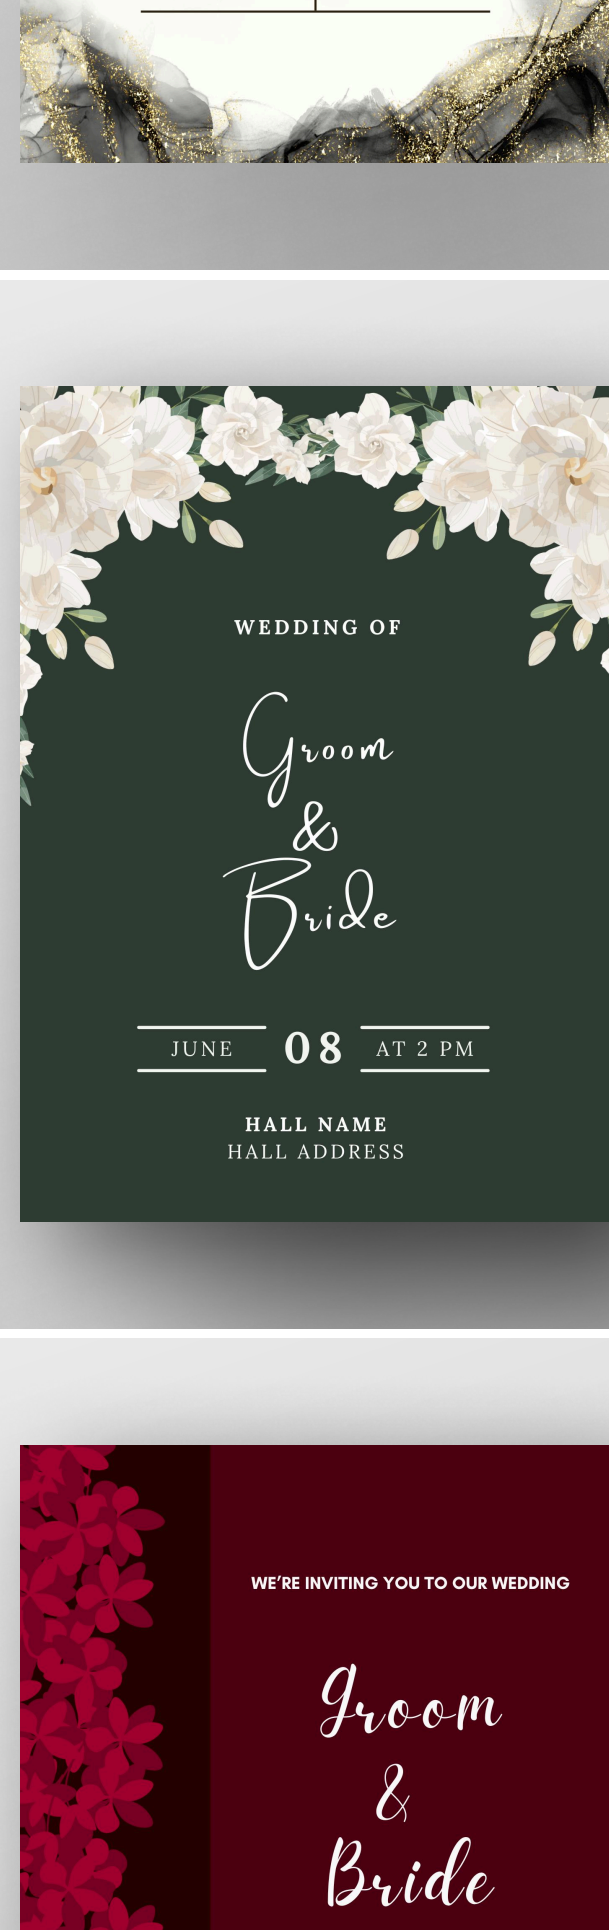 WEDDING OF
Groom
&
Bride
JUNE 08 AT 2 PM
HALL NAME
HALL ADDRESS
WE'RE INVITING YOU TO OUR WEDDING
Groom
&
Bride